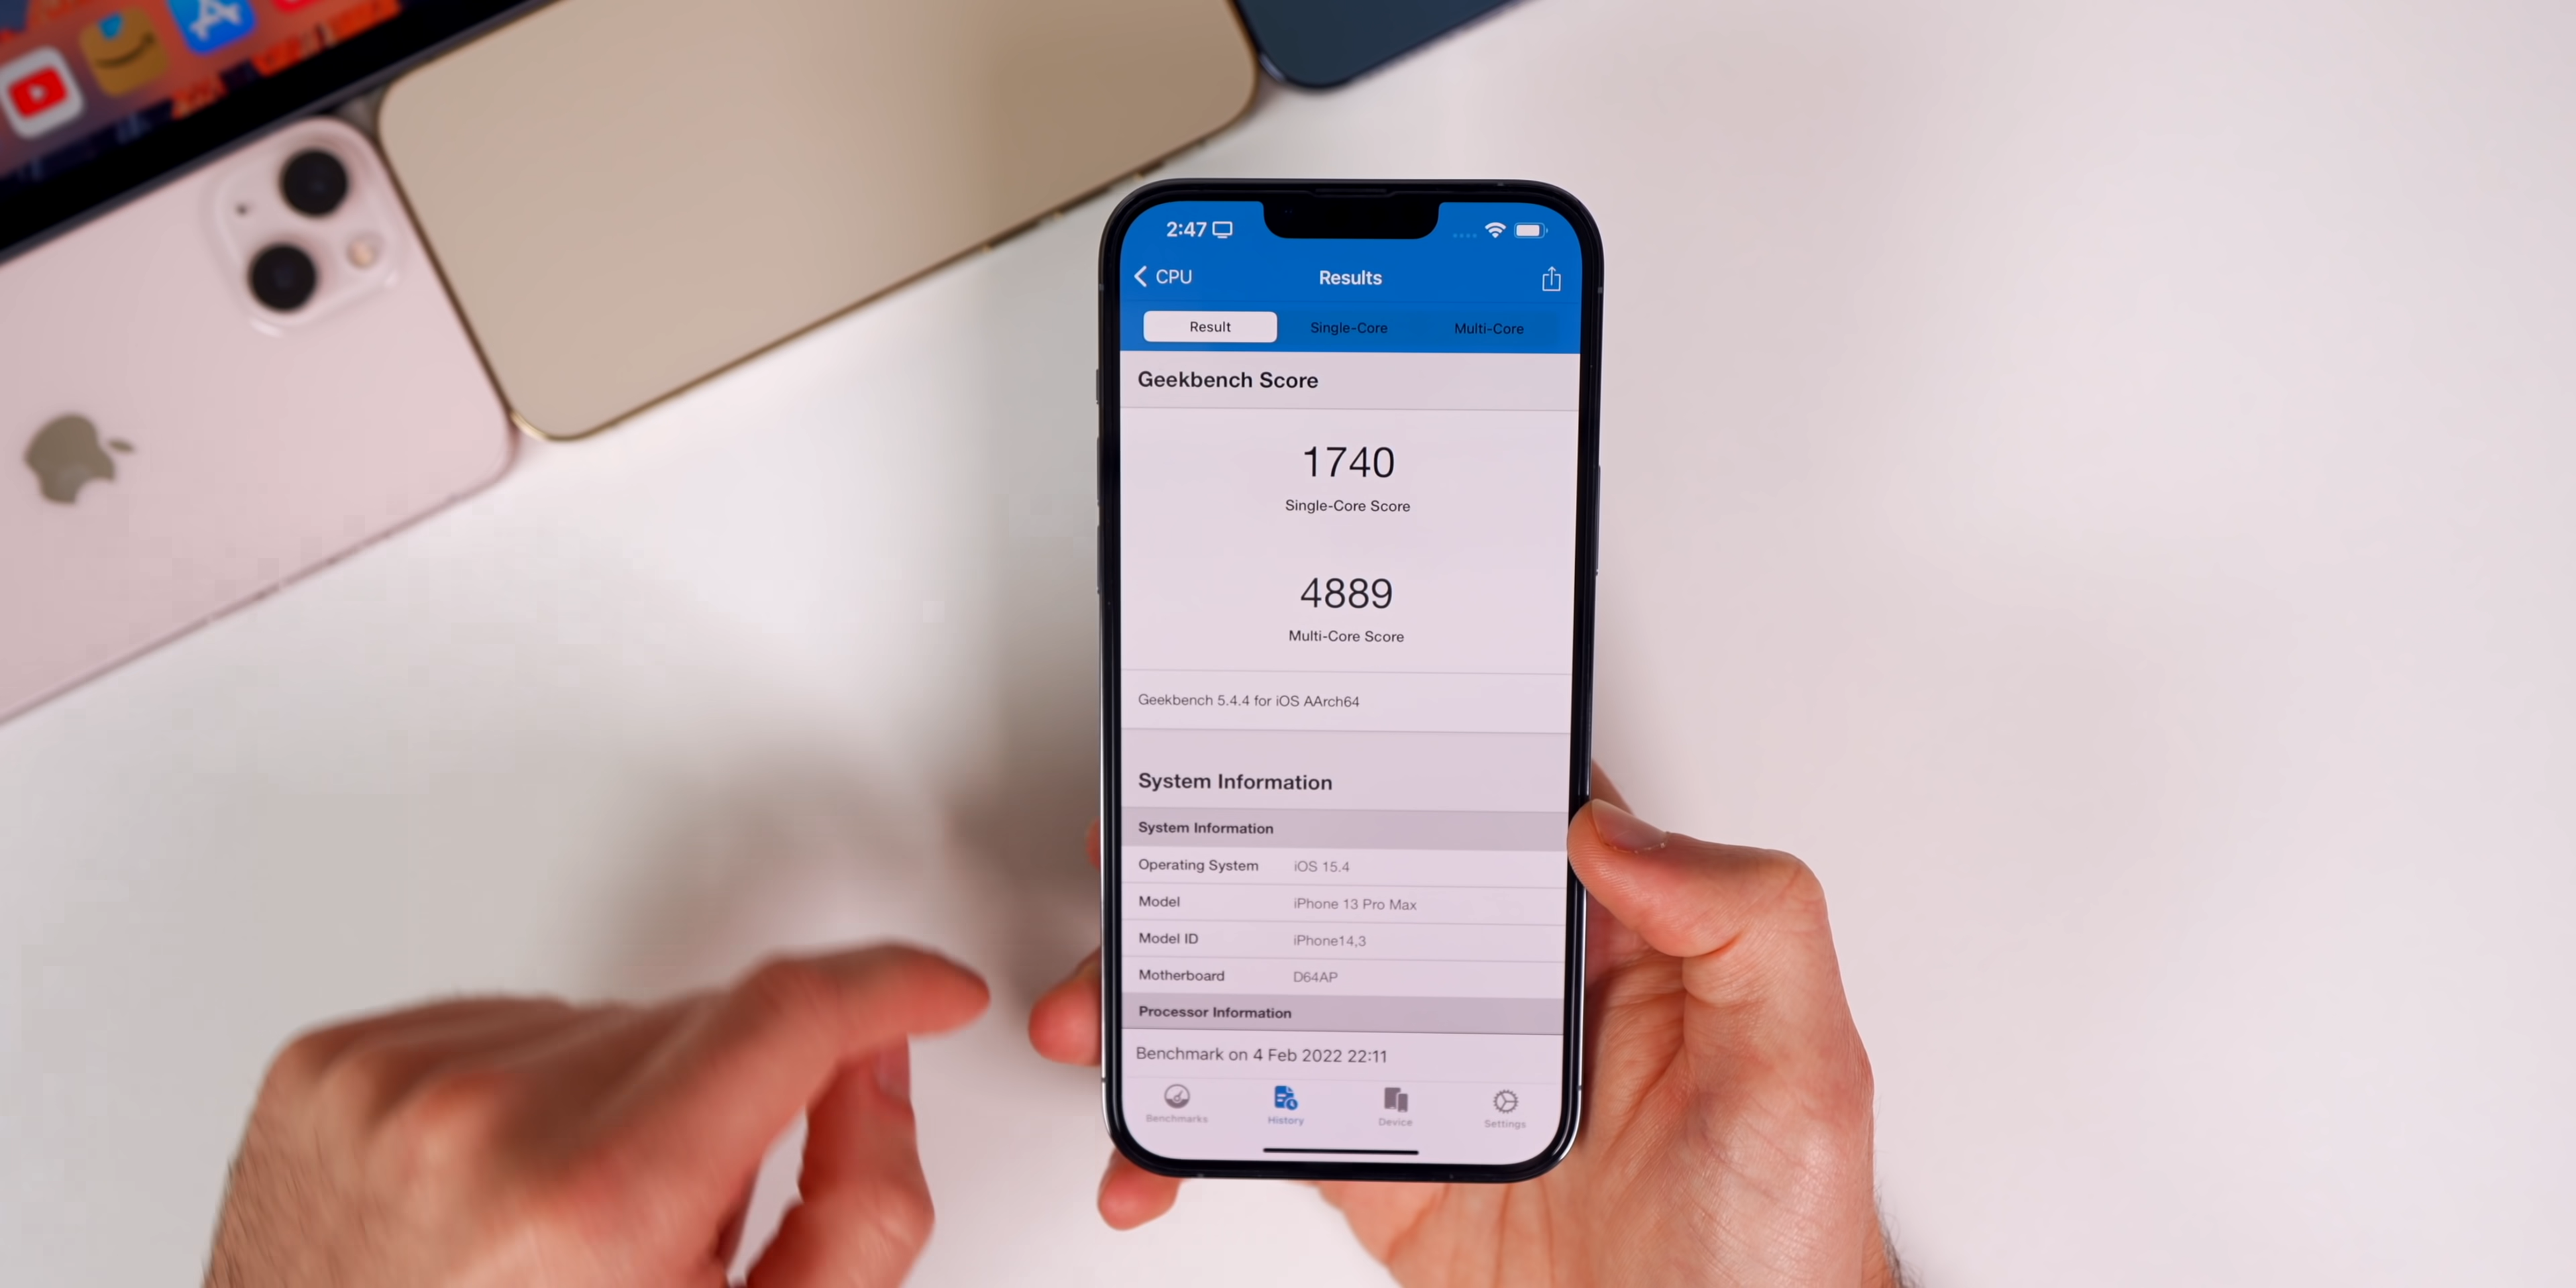 2:47
CPU
Results
Result Single-Core Multi-Core
Geekbench Score
1740
Single-Core Score
4889
Multi-Core Score
Geekbench 5.4.4 for iOS AArch64
System Information
System Information
Operating System iOS 15.4
Model iPhone 13 Pro Max
Model ID iPhone14,3
Motherboard D64AP
Processor Information
Benchmark on 4 Feb 2022 22:11
Benchmarks History Device Settings